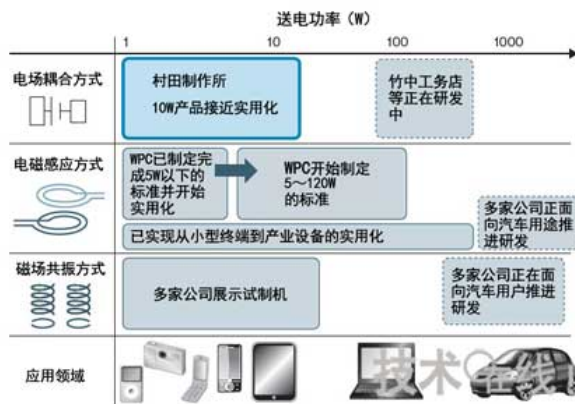 送电功率（W）
1 10 100 1000
电场耦合方式
村田制作所
10W产品接近实用化
竹中工务店
等正在研发
中
电磁感应方式
WPC已制定完
成5W以下的
标准并开始
实用化
WPC开始制定
5～120W
的标准
多家公司正面
向汽车用途推
进研发
已实现从小型终端到产业设备的实用化
磁场共振方式
多家公司展示试制机
多家公司正在面
向汽车用户推进
研发
应用领域
技术在线